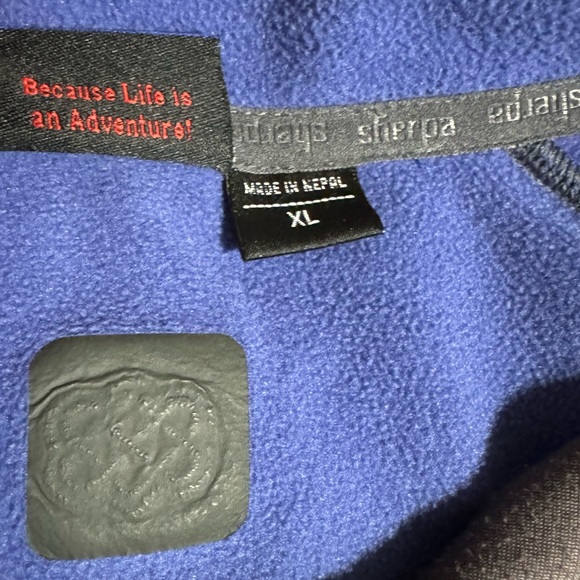 Because Life is
an Adventure!
sherpa sherpa sherpa
MADE IN NEPAL
XL